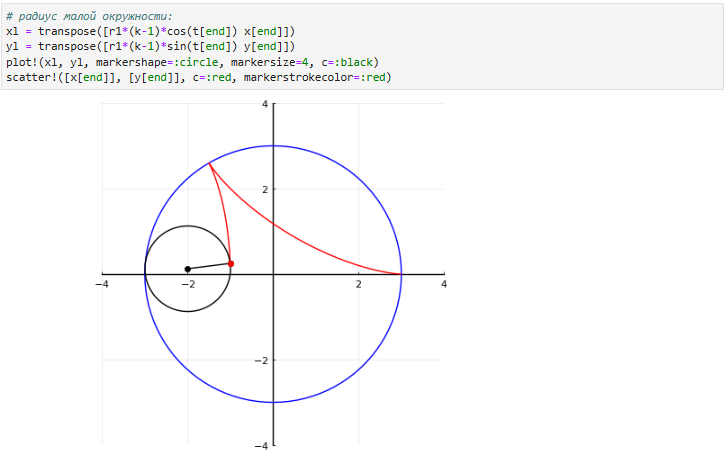 # радиус малой окружности:
xl = transpose([r1*(k-1)*cos(t[end]) x[end]])
yl = transpose([r1*(k-1)*sin(t[end]) y[end]])
plot!(xl, yl, markershape=:circle, markersize=4, c=:black)
scatter!([x[end]], [y[end]], c=:red, markerstrokecolor=:red)
4
2
−4
−2
2
4
−2
−4